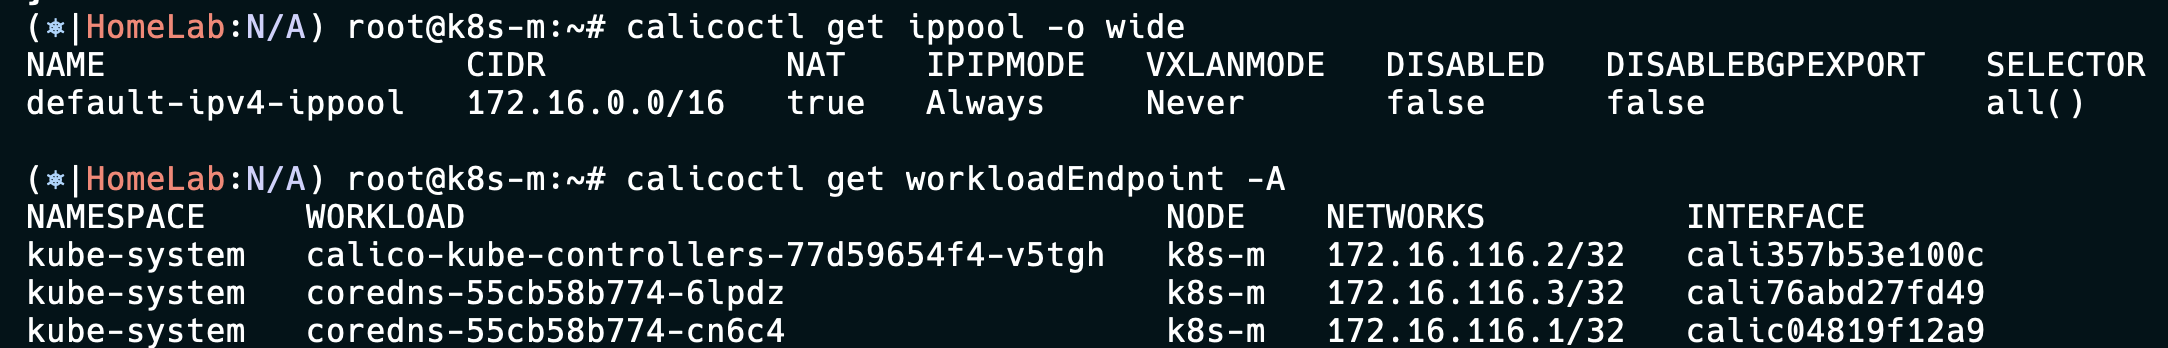 (⎈|HomeLab:N/A) root@k8s-m:~# calicoctl get ippool -o wide
NAME                  CIDR            NAT    IPIPMODE   VXLANMODE   DISABLED   DISABLEBGPEXPORT   SELECTOR
default-ipv4-ippool   172.16.0.0/16   true   Always     Never       false      false              all()
(⎈|HomeLab:N/A) root@k8s-m:~# calicoctl get workloadEndpoint -A
NAMESPACE     WORKLOAD                                   NODE    NETWORKS          INTERFACE
kube-system   calico-kube-controllers-77d59654f4-v5tgh   k8s-m   172.16.116.2/32   cali357b53e100c
kube-system   coredns-55cb58b774-6lpdz                   k8s-m   172.16.116.3/32   cali76abd27fd49
kube-system   coredns-55cb58b774-cn6c4                   k8s-m   172.16.116.1/32   calic04819f12a9